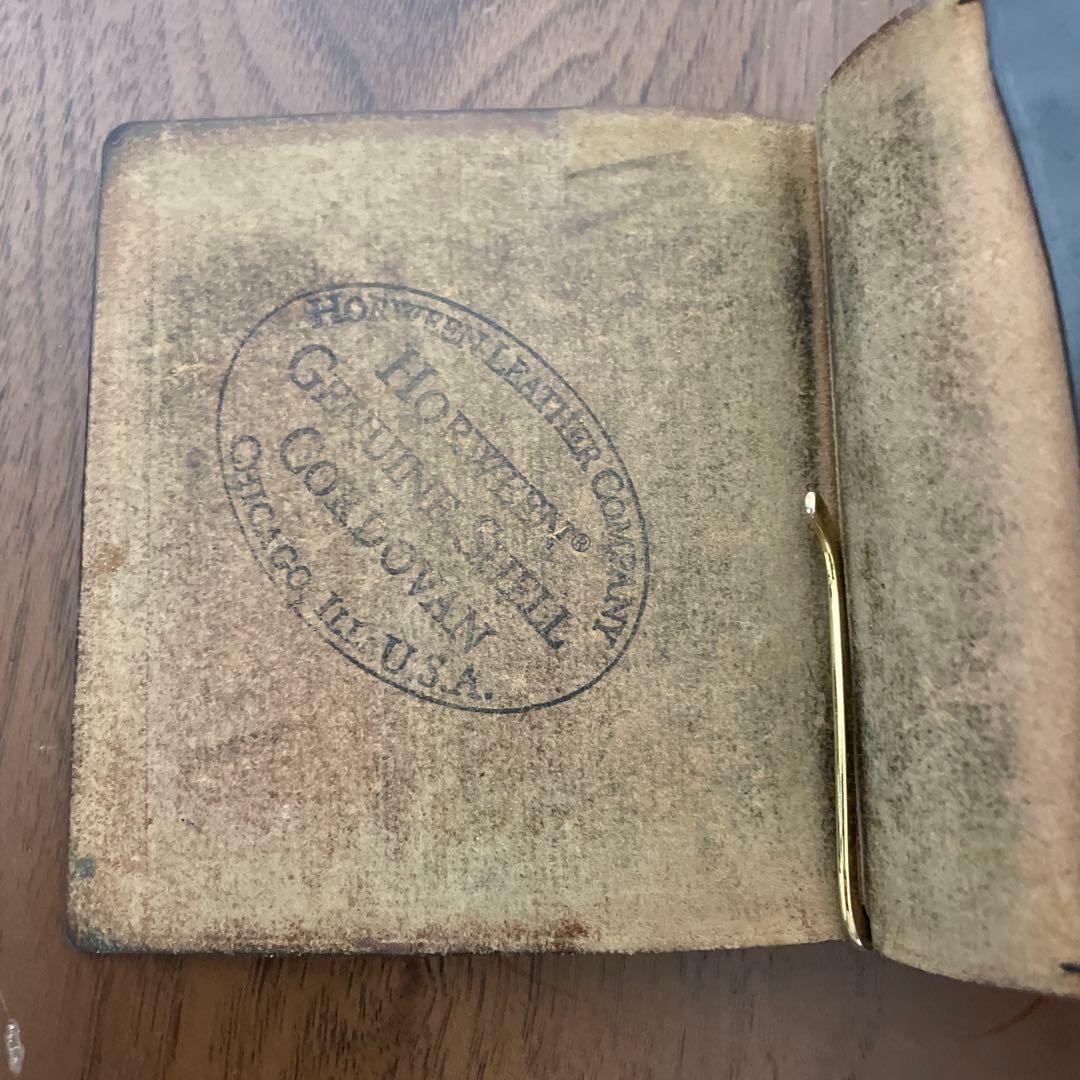 HORWEEN LEATHER COMPANY
HORWEEN®
GENUINE SHELL
CORDOVAN
CHICAGO, ILL. U.S.A.